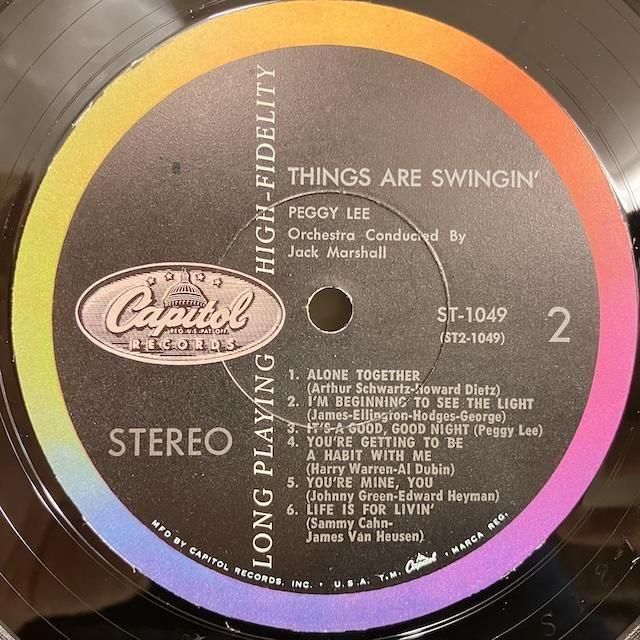 LONG PLAYING HIGH-FIDELITY
THINGS ARE SWINGIN'
PEGGY LEE
Orchestra Conducted By
Jack Marshall
Capitol
REG. U.S. PAT. OFF.
RECORDS
ST-1049
(ST2-1049)
2
STEREO
1. ALONE TOGETHER
(Arthur Schwartz-Howard Dietz)
2. I'M BEGINNING TO SEE THE LIGHT
(James-Ellington-Hodges-George)
3. IT'S A GOOD, GOOD NIGHT (Peggy Lee)
4. YOU'RE GETTING TO BE
A HABIT WITH ME
(Harry Warren-Al Dubin)
5. YOU'RE MINE, YOU
(Johnny Green-Edward Heyman)
6. LIFE IS FOR LIVIN'
(Sammy Cahn-
James Van Heusen)
MFD BY CAPITOL RECORDS, INC. • U.S.A. T.M. Capitol • MARCA REG.
S